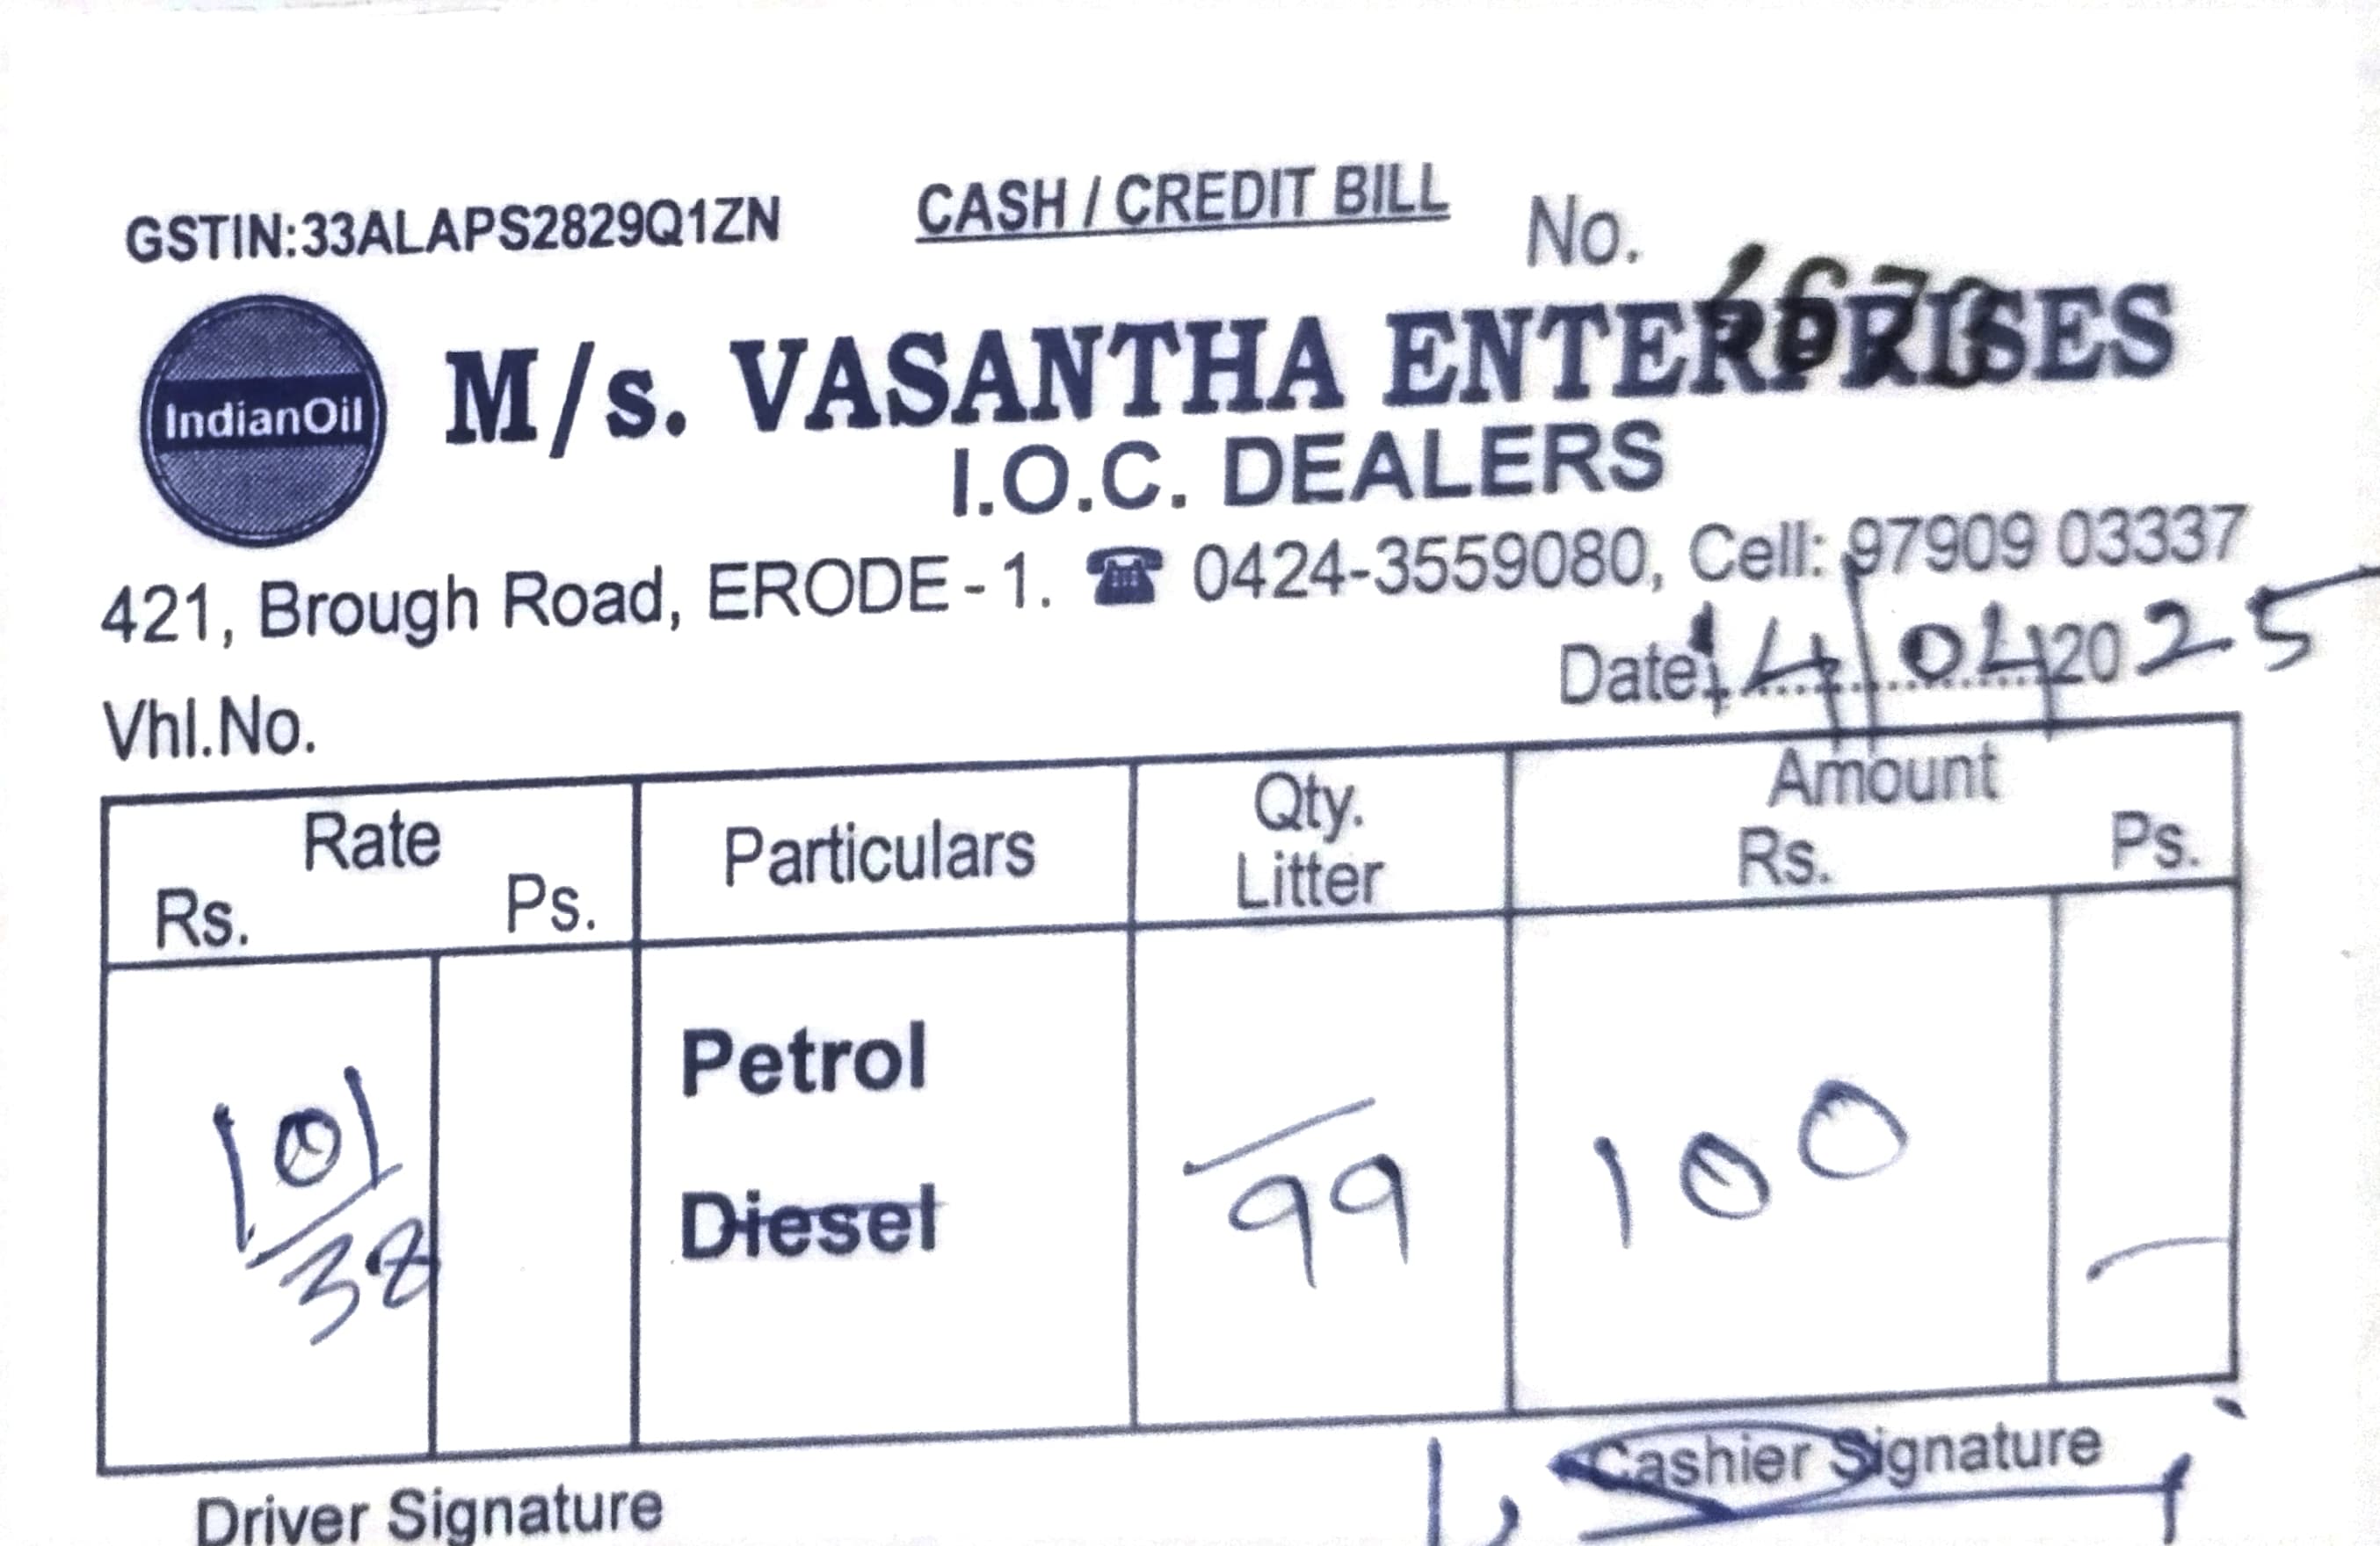 GSTIN:33ALAPS2829Q1ZN CASH / CREDIT BILL No.
IndianOil
M/s. VASANTHA ENTERPRISES
I.O.C. DEALERS
421, Brough Road, ERODE - 1. ☎ 0424-3559080, Cell: 97909 03337
Date: 14/04/2025
Vhl.No.
Rate Rs. Ps. Particulars Qty. Litter Amount Rs. Ps.
101/38 Petrol 99 100 —
Diesel
Driver Signature Cashier Signature